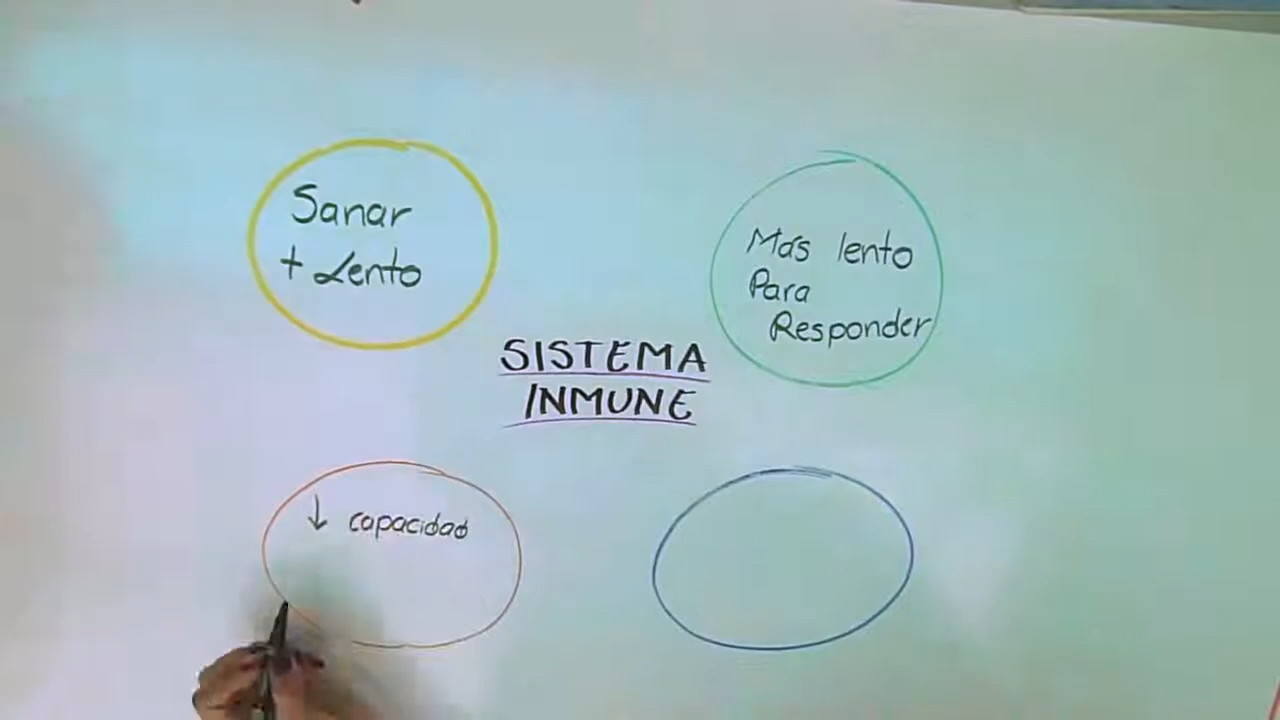 Sanar
+ Lento
Más lento
Para
Responder
SISTEMA
INMUNE
↓ capacidad